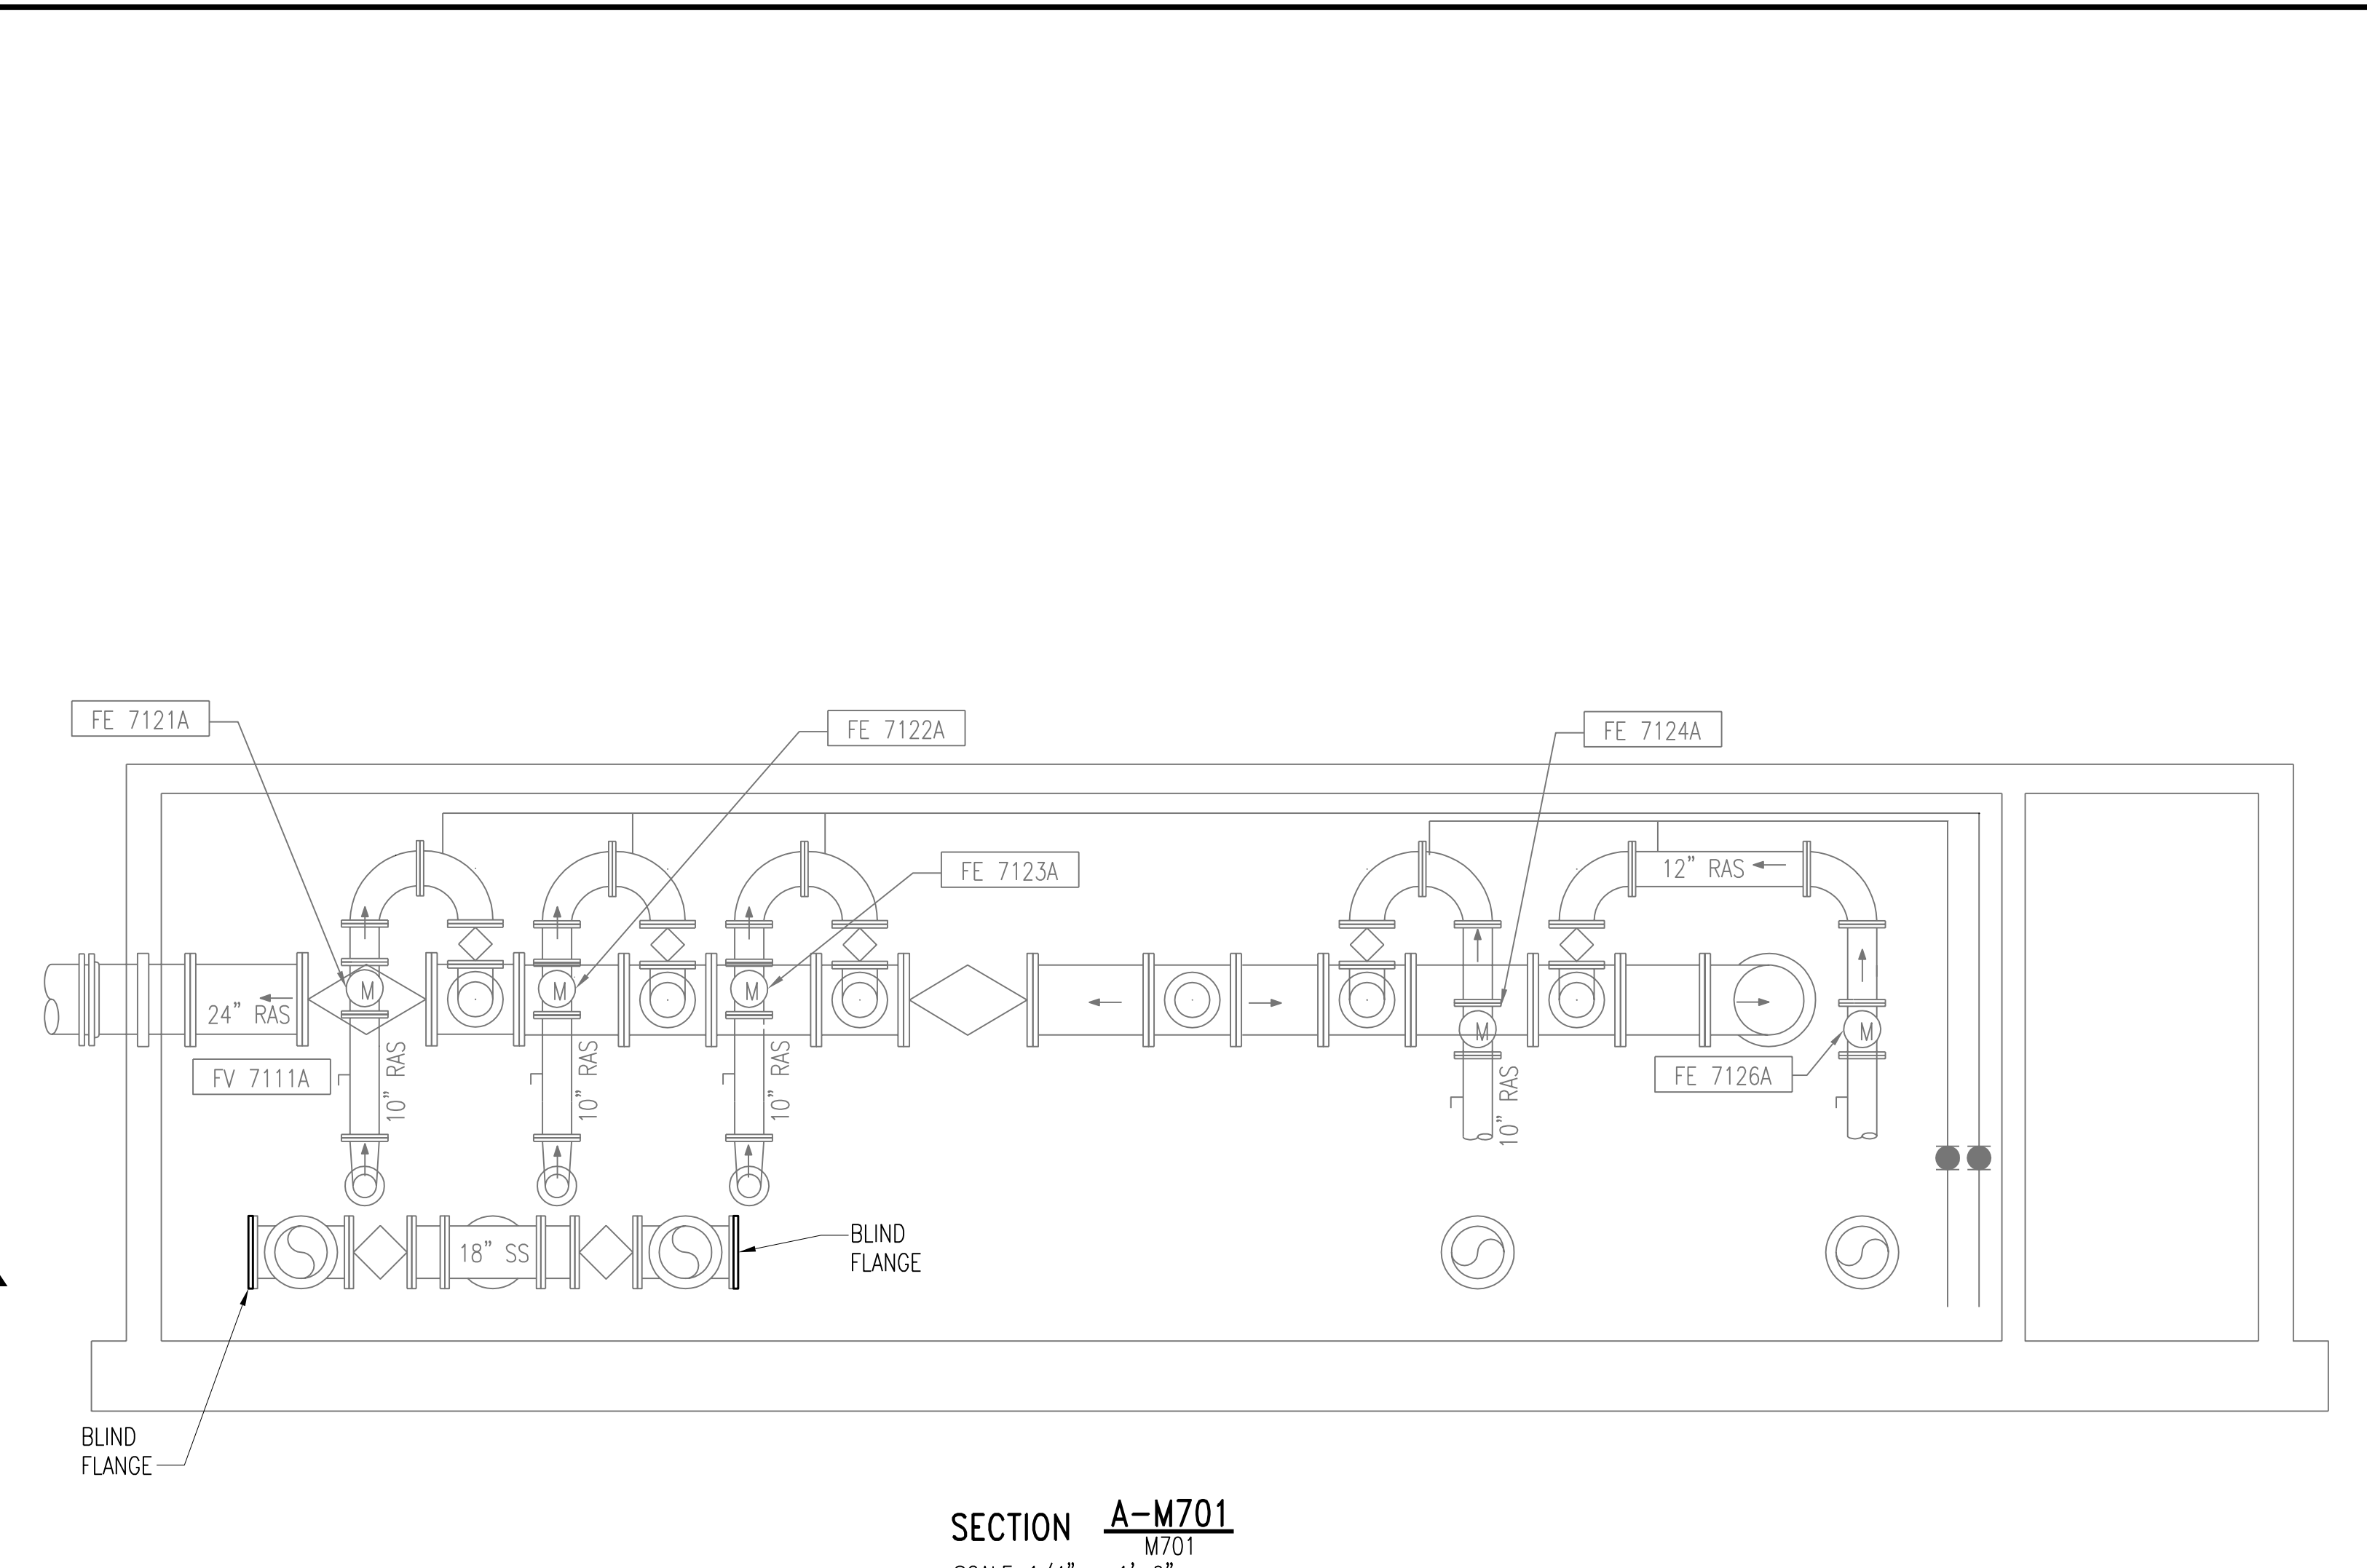 FE 7121A
FE 7122A
FE 7124A
FE 7123A
12” RAS
M
M
M
24” RAS
M
M
FV 7111A
10” RAS
10” RAS
10” RAS
10” RAS
FE 7126A
18” SS
BLIND
FLANGE
BLIND
FLANGE
SECTION A-M701
M701